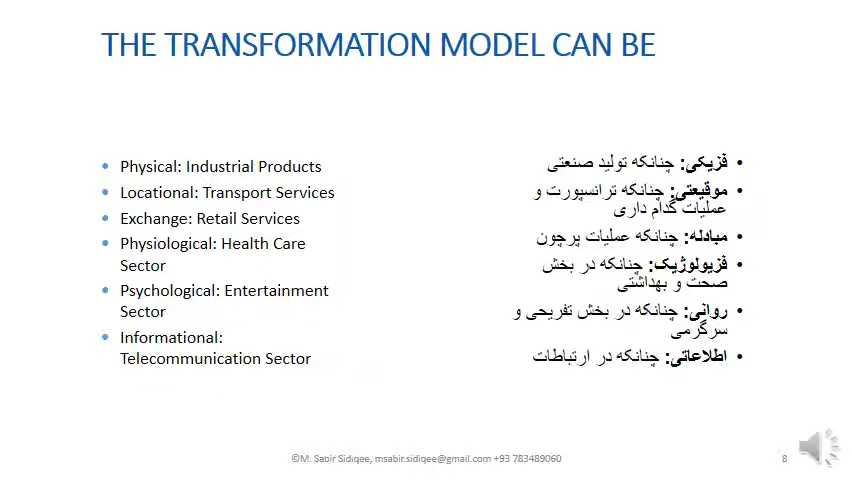 THE TRANSFORMATION MODEL CAN BE
• Physical: Industrial Products
• Locational: Transport Services
• Exchange: Retail Services
• Physiological: Health Care
Sector
• Psychological: Entertainment
Sector
• Informational:
Telecommunication Sector
• فزیکی: چنانکه تولید صنعتی
• موقیعتی: چنانکه ترانسپورت و
عملیات گدام داری
• مبادله: چنانکه عملیات پرچون
• فزیولوژیک: چنانکه در بخش
صحت و بهداشتی
• روانی: چنانکه در بخش تفریحی و
سرگرمی
• اطلاعاتی: چنانکه در ارتباطات
©M. Sabir Sidiqee, msabir.sidiqee@gmail.com +93 783489060
8